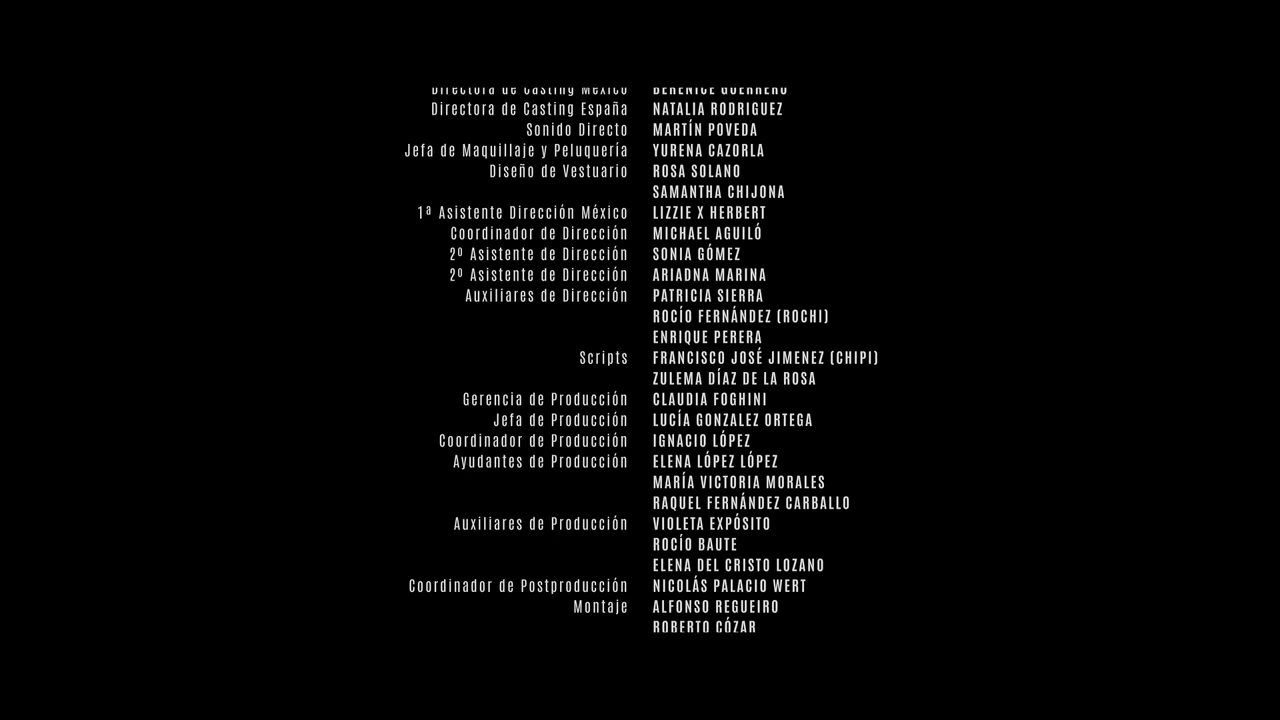 Directora de Casting México BERENICE GUERRERO
Directora de Casting España NATALIA RODRIGUEZ
Sonido Directo MARTÍN POVEDA
Jefa de Maquillaje y Peluquería YURENA CAZORLA
Diseño de Vestuario ROSA SOLANO
SAMANTHA CHIJONA
1ª Asistente Dirección México LIZZIE X HERBERT
Coordinador de Dirección MICHAEL AGUILÓ
2º Asistente de Dirección SONIA GÓMEZ
2º Asistente de Dirección ARIADNA MARINA
Auxiliares de Dirección PATRICIA SIERRA
ROCÍO FERNÁNDEZ (ROCHI)
ENRIQUE PERERA
Scripts FRANCISCO JOSÉ JIMENEZ (CHIPI)
ZULEMA DÍAZ DE LA ROSA
Gerencia de Producción CLAUDIA FOGHINI
Jefa de Producción LUCÍA GONZALEZ ORTEGA
Coordinador de Producción IGNACIO LÓPEZ
Ayudantes de Producción ELENA LÓPEZ LÓPEZ
MARÍA VICTORIA MORALES
RAQUEL FERNÁNDEZ CARBALLO
Auxiliares de Producción VIOLETA EXPÓSITO
ROCÍO BAUTE
ELENA DEL CRISTO LOZANO
Coordinador de Postproducción NICOLÁS PALACIO WERT
Montaje ALFONSO REGUEIRO
ROBERTO CÓZAR